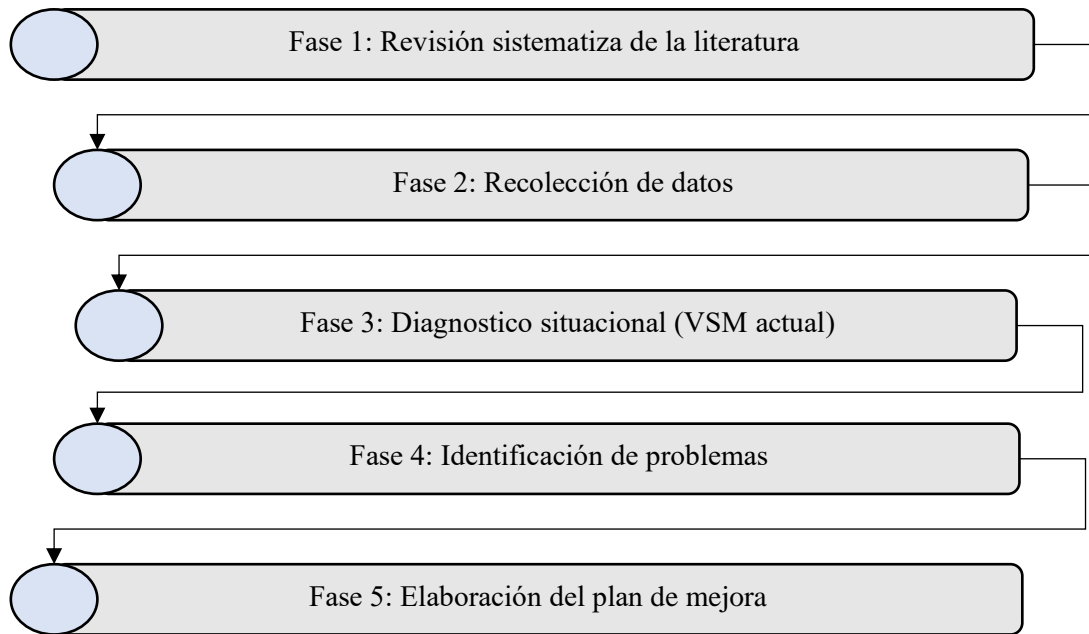 Fase 1: Revisión sistematiza de la literatura
Fase 2: Recolección de datos
Fase 3: Diagnostico situacional (VSM actual)
Fase 4: Identificación de problemas
Fase 5: Elaboración del plan de mejora